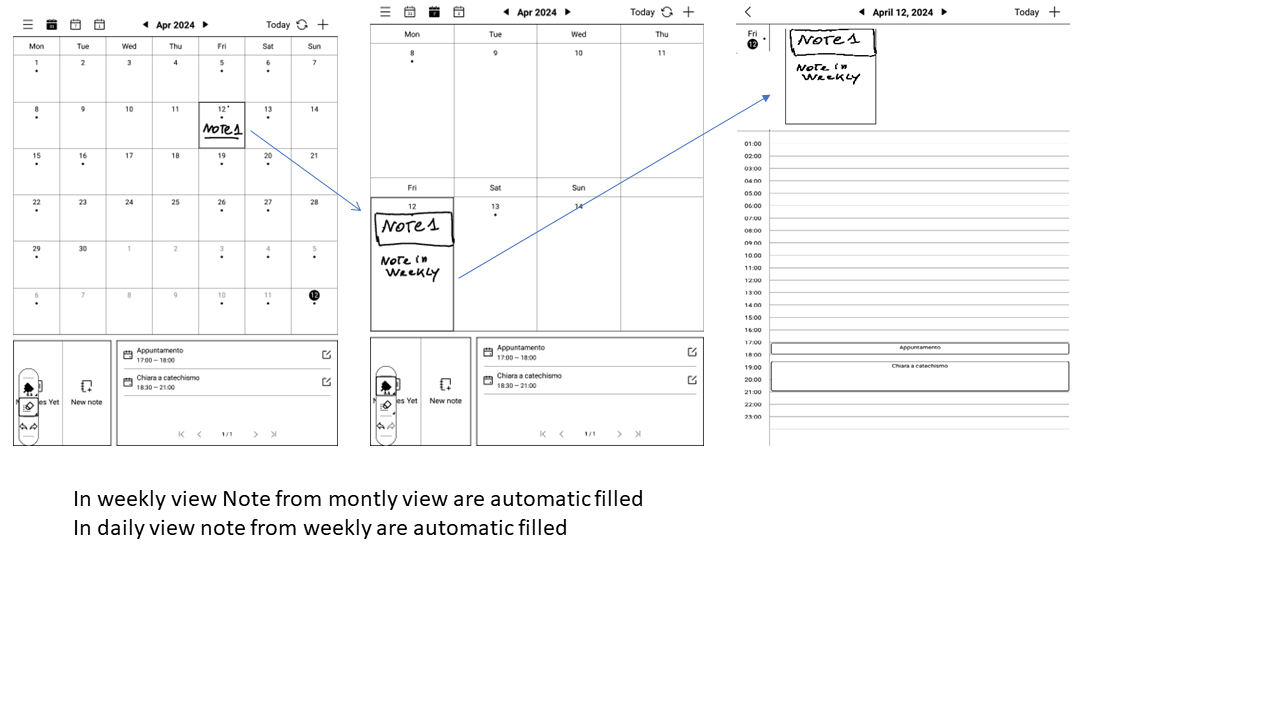 Apr 2024 Today
Mon Tue Wed Thu Fri Sat Sun
1 2 3 4 5 6 7
8 9 10 11 12 13 14
NOTE1
15 16 17 18 19 20 21
22 23 24 25 26 27 28
29 30 1 2 3 4 5
6 7 8 9 10 11 12
es Yet
New note
Appuntamento
17:00 – 18:00
Chiara a catechismo
18:30 – 21:00
1/1
Apr 2024 Today
Mon Tue Wed Thu
8 9 10 11
Fri Sat Sun
12 13 14
NOTE1
NOTE in
WEEKLY
es Yet
New note
Appuntamento
17:00 – 18:00
Chiara a catechismo
18:30 – 21:00
1/1
April 12, 2024 Today
Fri
12
NOTE1
NOTE in
WEEKLY
01:00
02:00
03:00
04:00
05:00
06:00
07:00
08:00
09:00
10:00
11:00
12:00
13:00
14:00
15:00
16:00
17:00
Appuntamento
18:00
19:00
Chiara a catechismo
20:00
21:00
22:00
23:00
In weekly view Note from montly view are automatic filled
In daily view note from weekly are automatic filled